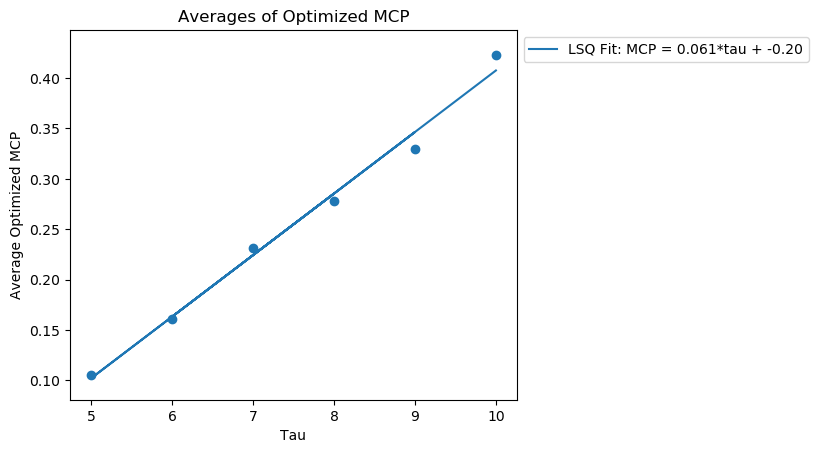 Averages of Optimized MCP
LSQ Fit: MCP = 0.061*tau + -0.20
Average Optimized MCP
0.40
0.35
0.30
0.25
0.20
0.15
0.10
5 6 7 8 9 10
Tau